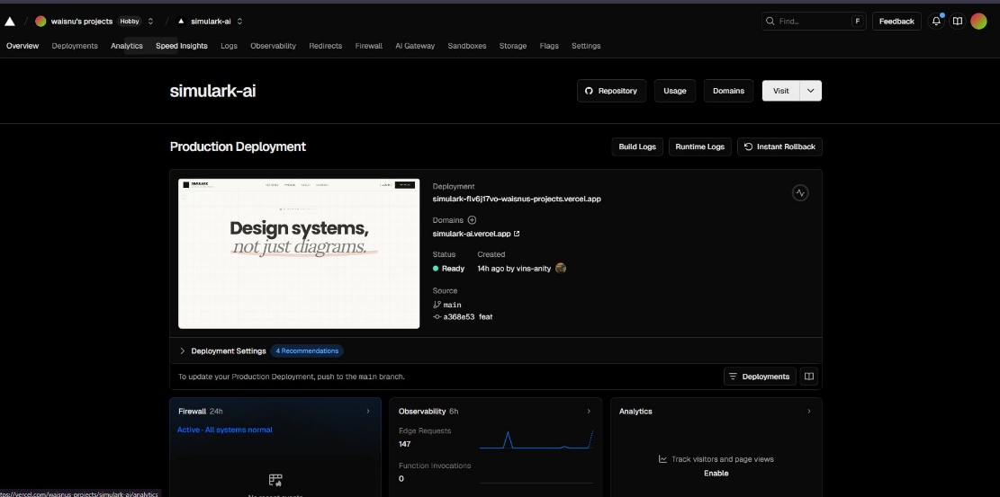 waisnu's projects Hobby simulark-ai Find... F Feedback
Overview Deployments Analytics Speed Insights Logs Observability Redirects Firewall AI Gateway Sandboxes Storage Flags Settings
simulark-ai Repository Usage Domains Visit
Production Deployment Build Logs Runtime Logs Instant Rollback
SIMULARK
Design systems,
not just diagrams.
Deployment
simulark-flv6j17vo-waisnus-projects.vercel.app
Domains
simulark-ai.vercel.app
Status Created
Ready 14h ago by vins-anity
Source
main
a368e53 feat
Deployment Settings 4 Recommendations
To update your Production Deployment, push to the main branch. Deployments
Firewall 24h
Active · All systems normal
Observability 6h
Edge Requests
147
Function Invocations
0
Analytics
Track visitors and page views
Enable
tps://vercel.com/waisnus-projects/simulark-ai/analytics